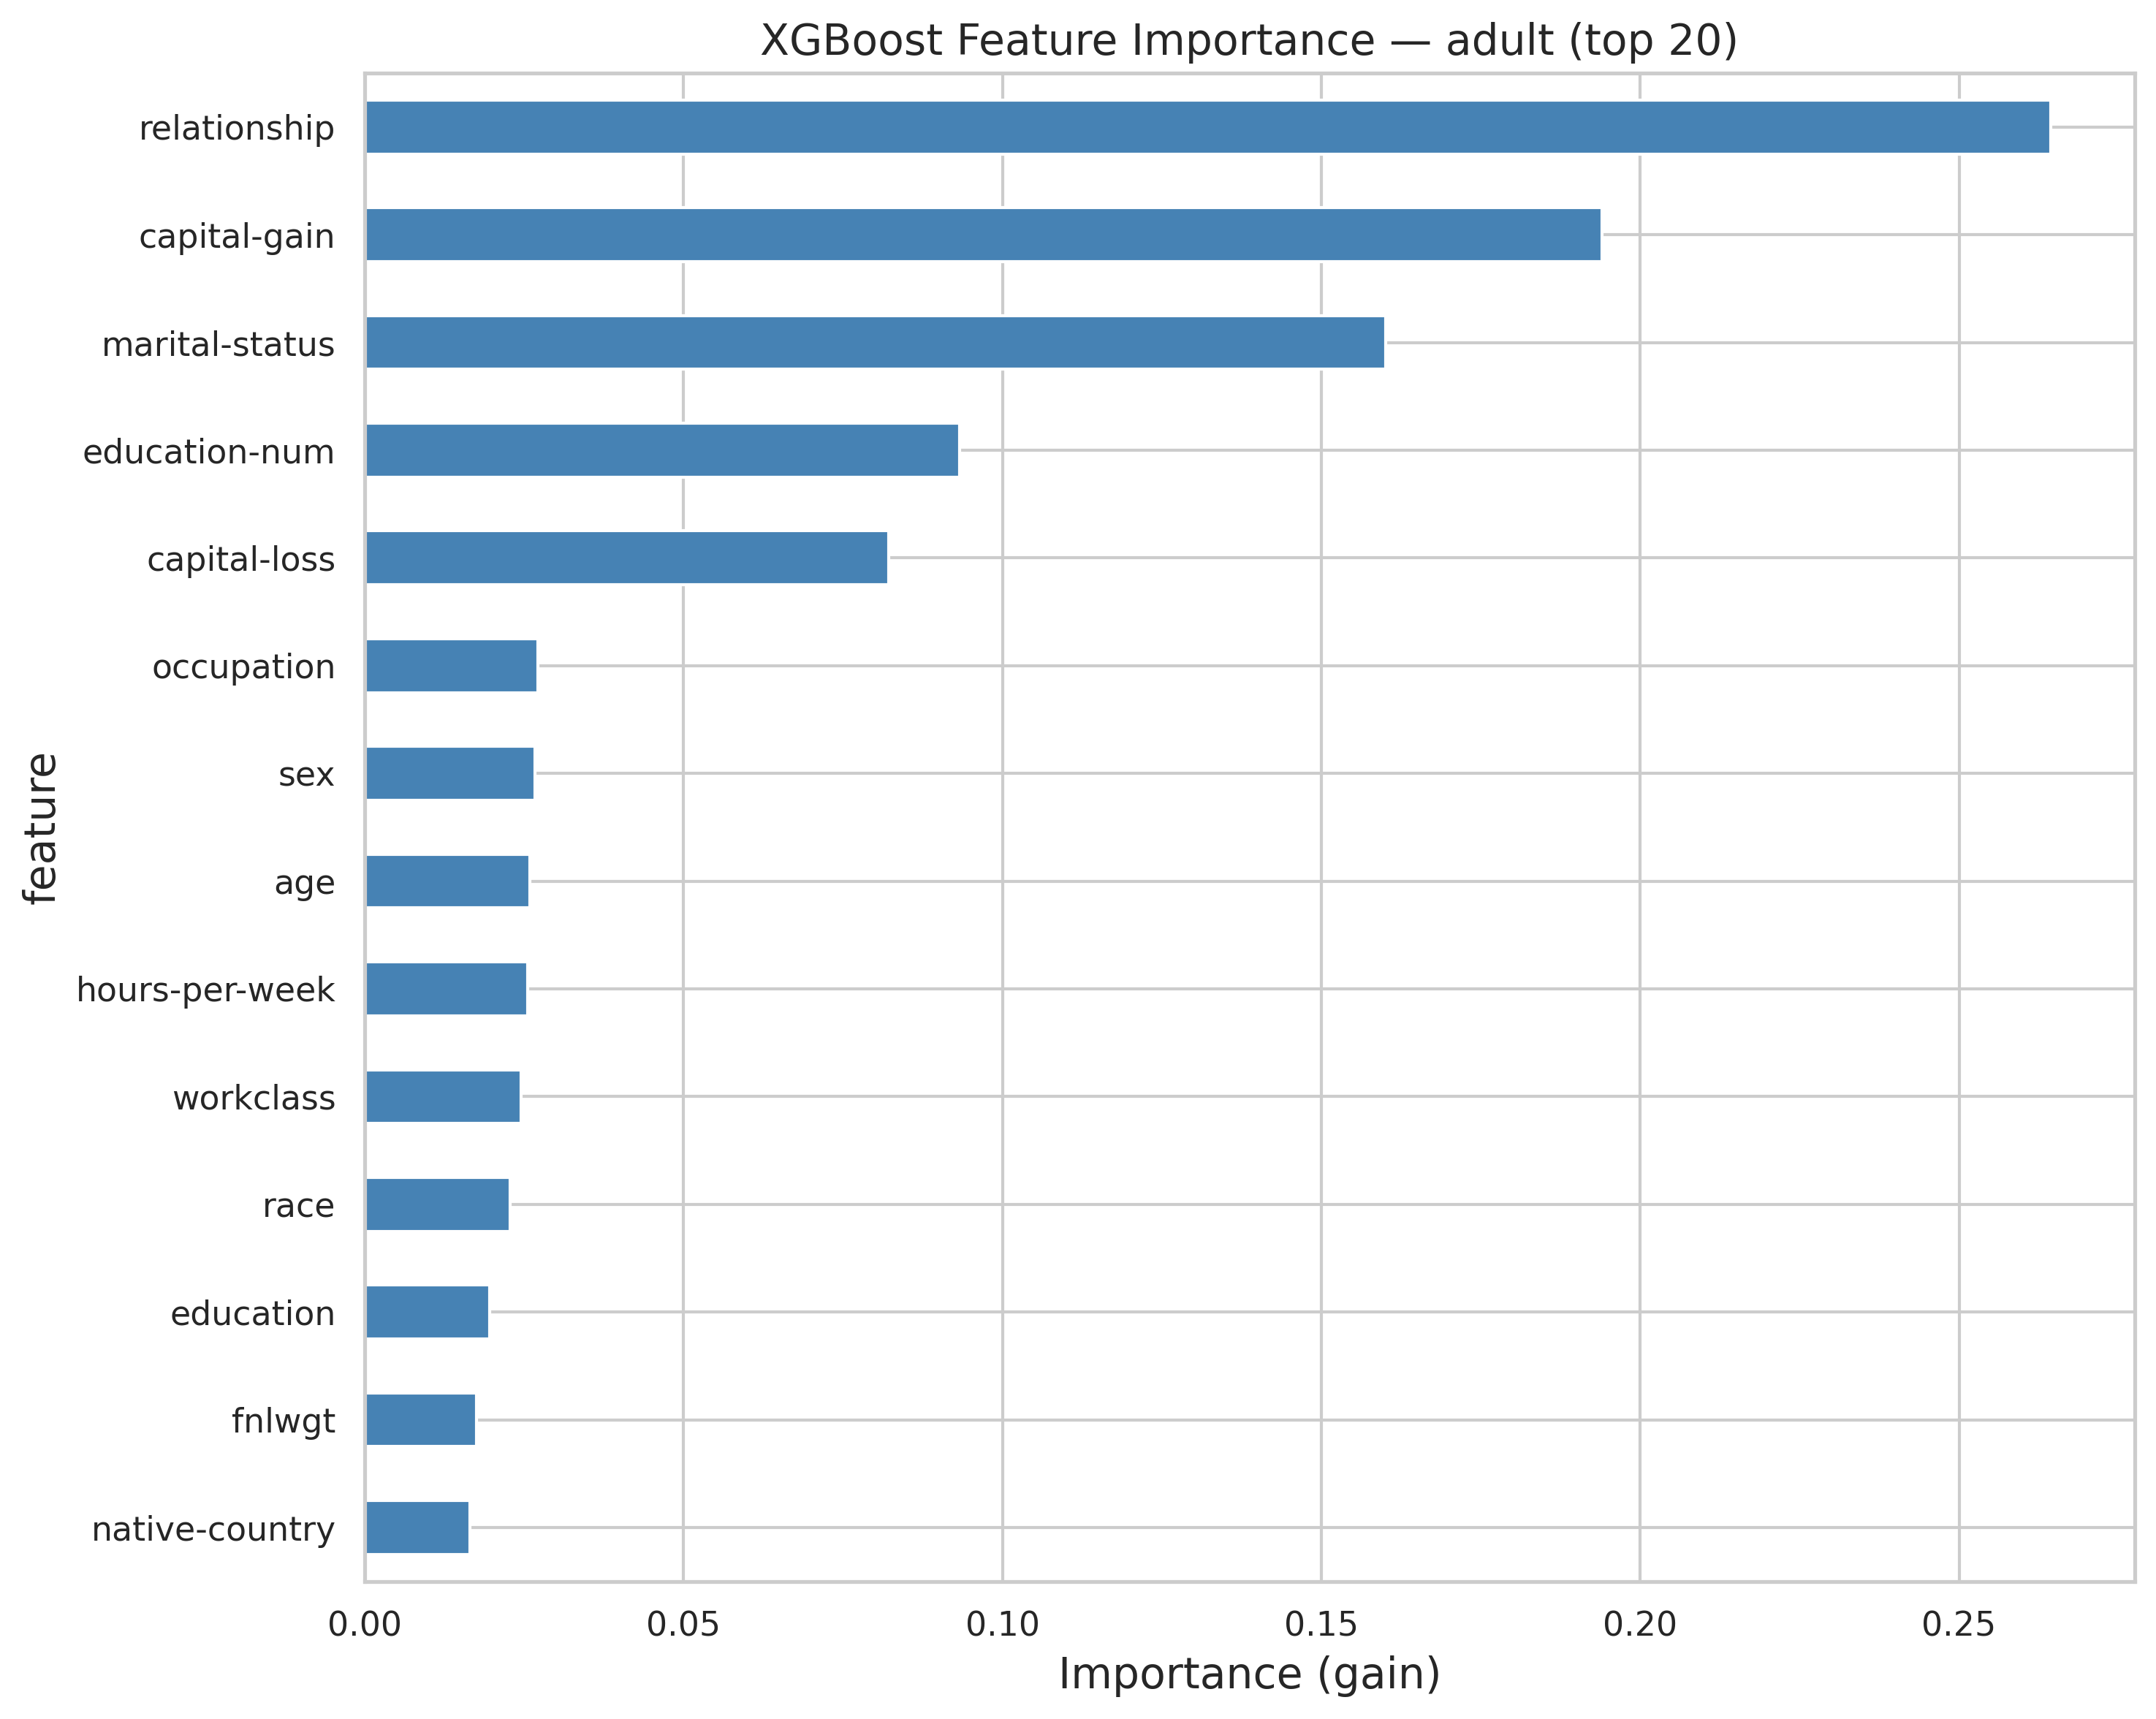 XGBoost Feature Importance — adult (top 20)
relationship
capital-gain
marital-status
education-num
capital-loss
occupation
sex
age
hours-per-week
workclass
race
education
fnlwgt
native-country
feature
0.00 0.05 0.10 0.15 0.20 0.25
Importance (gain)